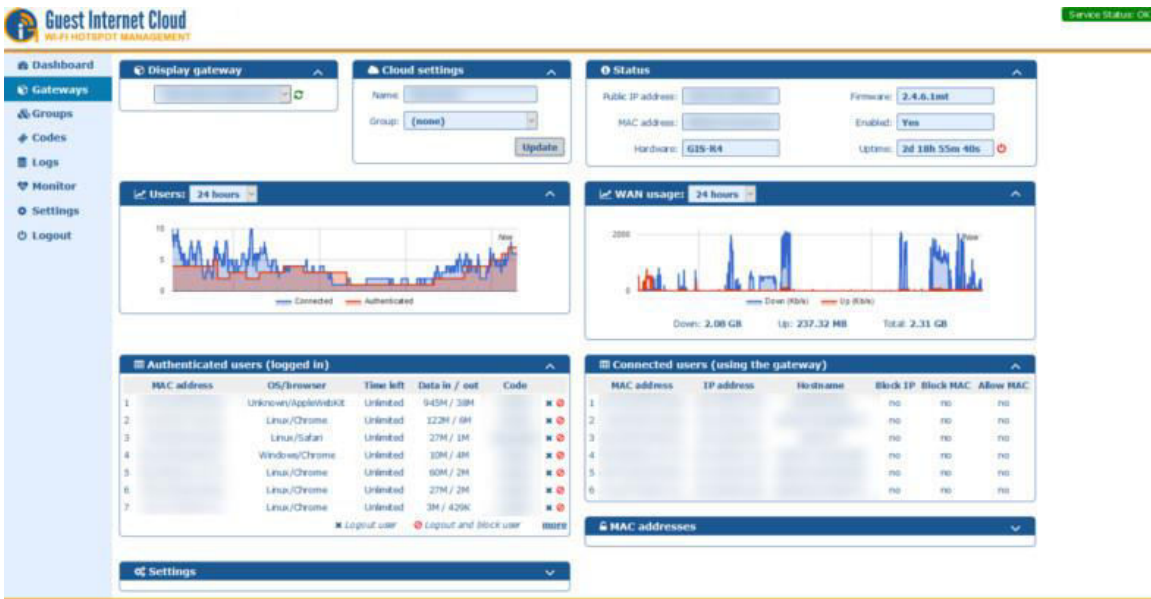 Guest Internet Cloud
WI-FI HOTSPOT MANAGEMENT
Service Status: OK
Dashboard
Gateways
Groups
Codes
Logs
Monitor
Settings
Logout
Display gateway
Cloud settings
Name:
Group: (none)
Update
Status
Public IP address:
Firmware: 2.4.6.1mt
MAC address:
Enabled: Yes
Hardware: GIS-R4
Uptime: 2d 18h 55m 40s
Users: 24 hours
10
5
0
Now
Connected Authenticated
WAN usage: 24 hours
2000
0
Now
Down (Kb/s) Up (Kb/s)
Down: 2.08 GB Up: 237.32 MB Total: 2.31 GB
Authenticated users (logged in)
MAC address OS/browser Time left Data in / out Code
1 Unknown/AppleWebKit Unlimited 945M / 38M
2 Linux/Chrome Unlimited 122M / 6M
3 Linux/Safari Unlimited 27M / 1M
4 Windows/Chrome Unlimited 10M / 4M
5 Linux/Chrome Unlimited 60M / 2M
6 Linux/Chrome Unlimited 27M / 2M
7 Linux/Chrome Unlimited 3M / 429K
Logout user Logout and block user more
Connected users (using the gateway)
MAC address IP address Hostname Block IP Block MAC Allow MAC
1 no no no
2 no no no
3 no no no
4 no no no
5 no no no
6 no no no
MAC addresses
Settings